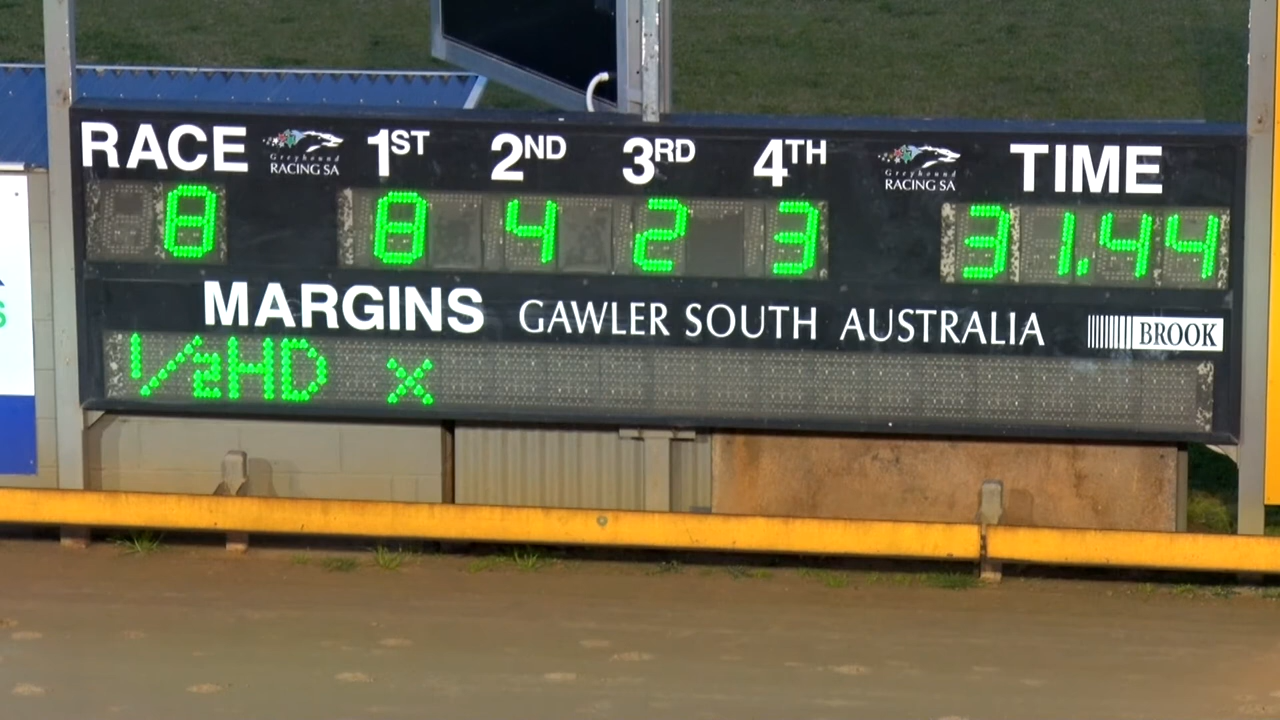 RACE Greyhound RACING SA 1ST 2ND 3RD 4TH Greyhound RACING SA TIME
8 8 4 2 3 31.44
MARGINS GAWLER SOUTH AUSTRALIA BROOK
1/2HD x